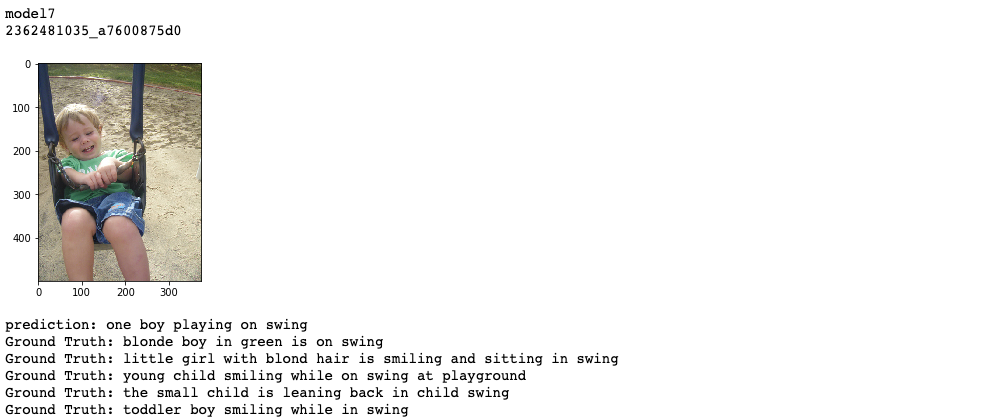 model7
2362481035_a7600875d0
0
100
200
300
400
0 100 200 300
prediction: one boy playing on swing
Ground Truth: blonde boy in green is on swing
Ground Truth: little girl with blond hair is smiling and sitting in swing
Ground Truth: young child smiling while on swing at playground
Ground Truth: the small child is leaning back in child swing
Ground Truth: toddler boy smiling while in swing